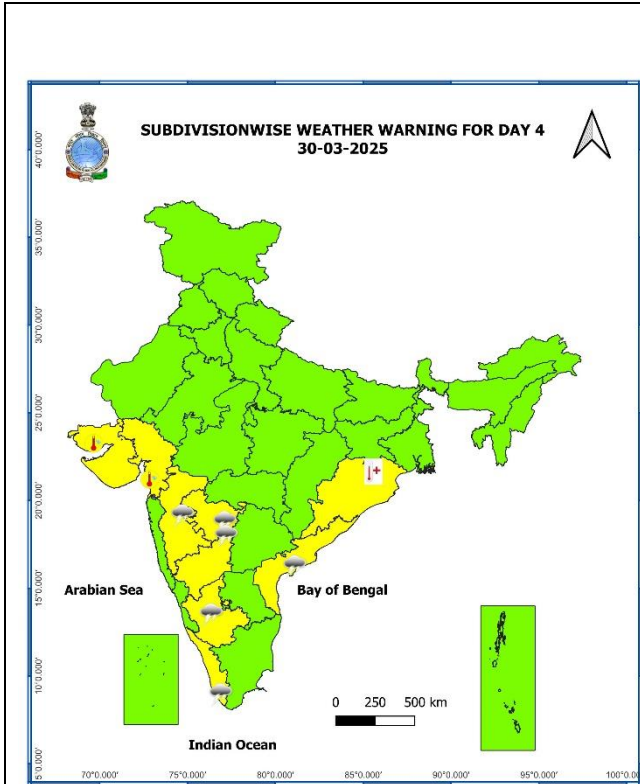 SUBDIVISIONWISE WEATHER WARNING FOR DAY 4
30-03-2025
40°0.000'
35°0.000'
30°0.000'
25°0.000'
20°0.000'
15°0.000'
10°0.000'
5°0.000'
Arabian Sea
Bay of Bengal
0 250 500 km
Indian Ocean
70°0.000' 75°0.000' 80°0.000' 85°0.000' 90°0.000' 95°0.000' 100°0.0